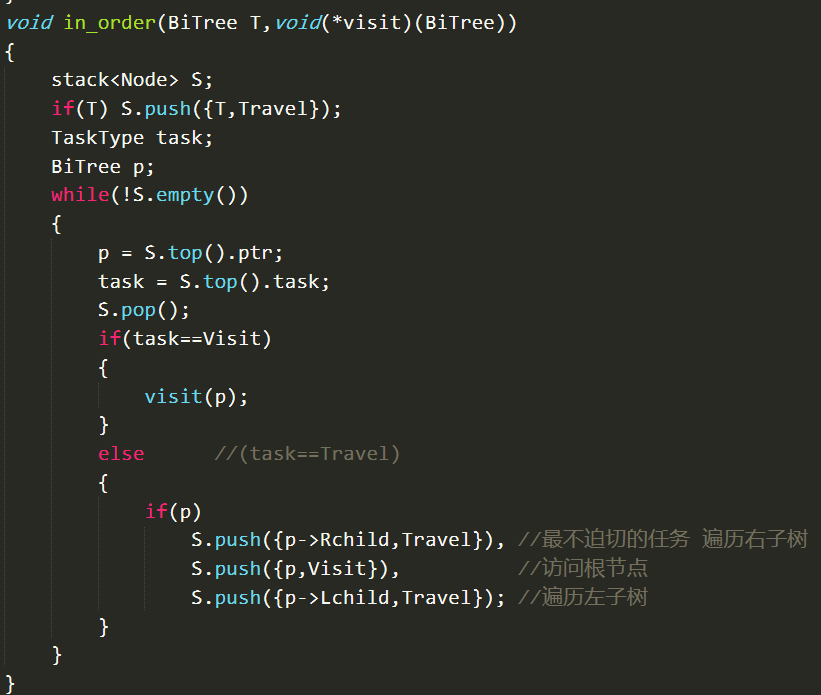 void in_order(BiTree T,void(*visit)(BiTree))
{
    stack<Node> S;
    if(T) S.push({T,Travel});
    TaskType task;
    BiTree p;
    while(!S.empty())
    {
        p = S.top().ptr;
        task = S.top().task;
        S.pop();
        if(task==Visit)
        {
            visit(p);
        }
        else      //(task==Travel)
        {
            if(p)
                S.push({p->Rchild,Travel}), //最不迫切的任务 遍历右子树
                S.push({p,Visit}),          //访问根节点
                S.push({p->Lchild,Travel}); //遍历左子树
        }
    }
}